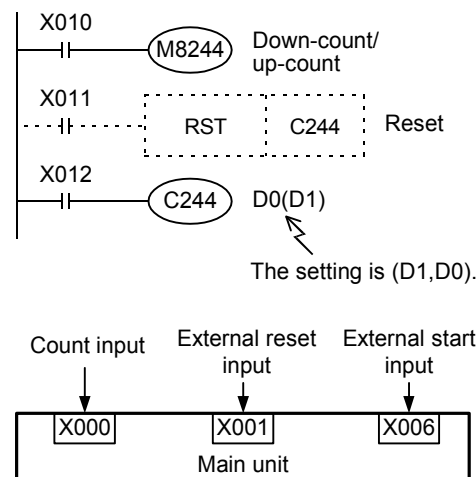 X010
M8244
Down-count/
up-count
X011
RST
C244
Reset
X012
C244
D0(D1)
The setting is (D1,D0).
Count input
External reset
input
External start
input
X000
X001
X006
Main unit